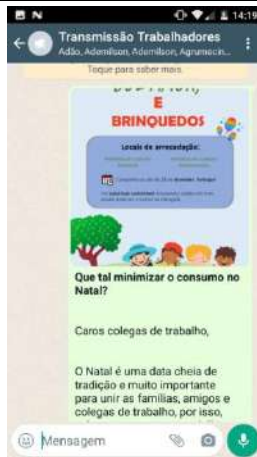 N
14:19
Transmissão Trabalhadores
Adão, Ademilson, Ademilson, Agrumecin...
Toque para saber mais.
E
BRINQUEDOS
Locais de arrecadação:
Que tal minimizar o consumo no
Natal?
Caros colegas de trabalho,
O Natal é uma data cheia de
tradição e muito importante
para unir as famílias, amigos e
colegas de trabalho, por isso,
Mensagem